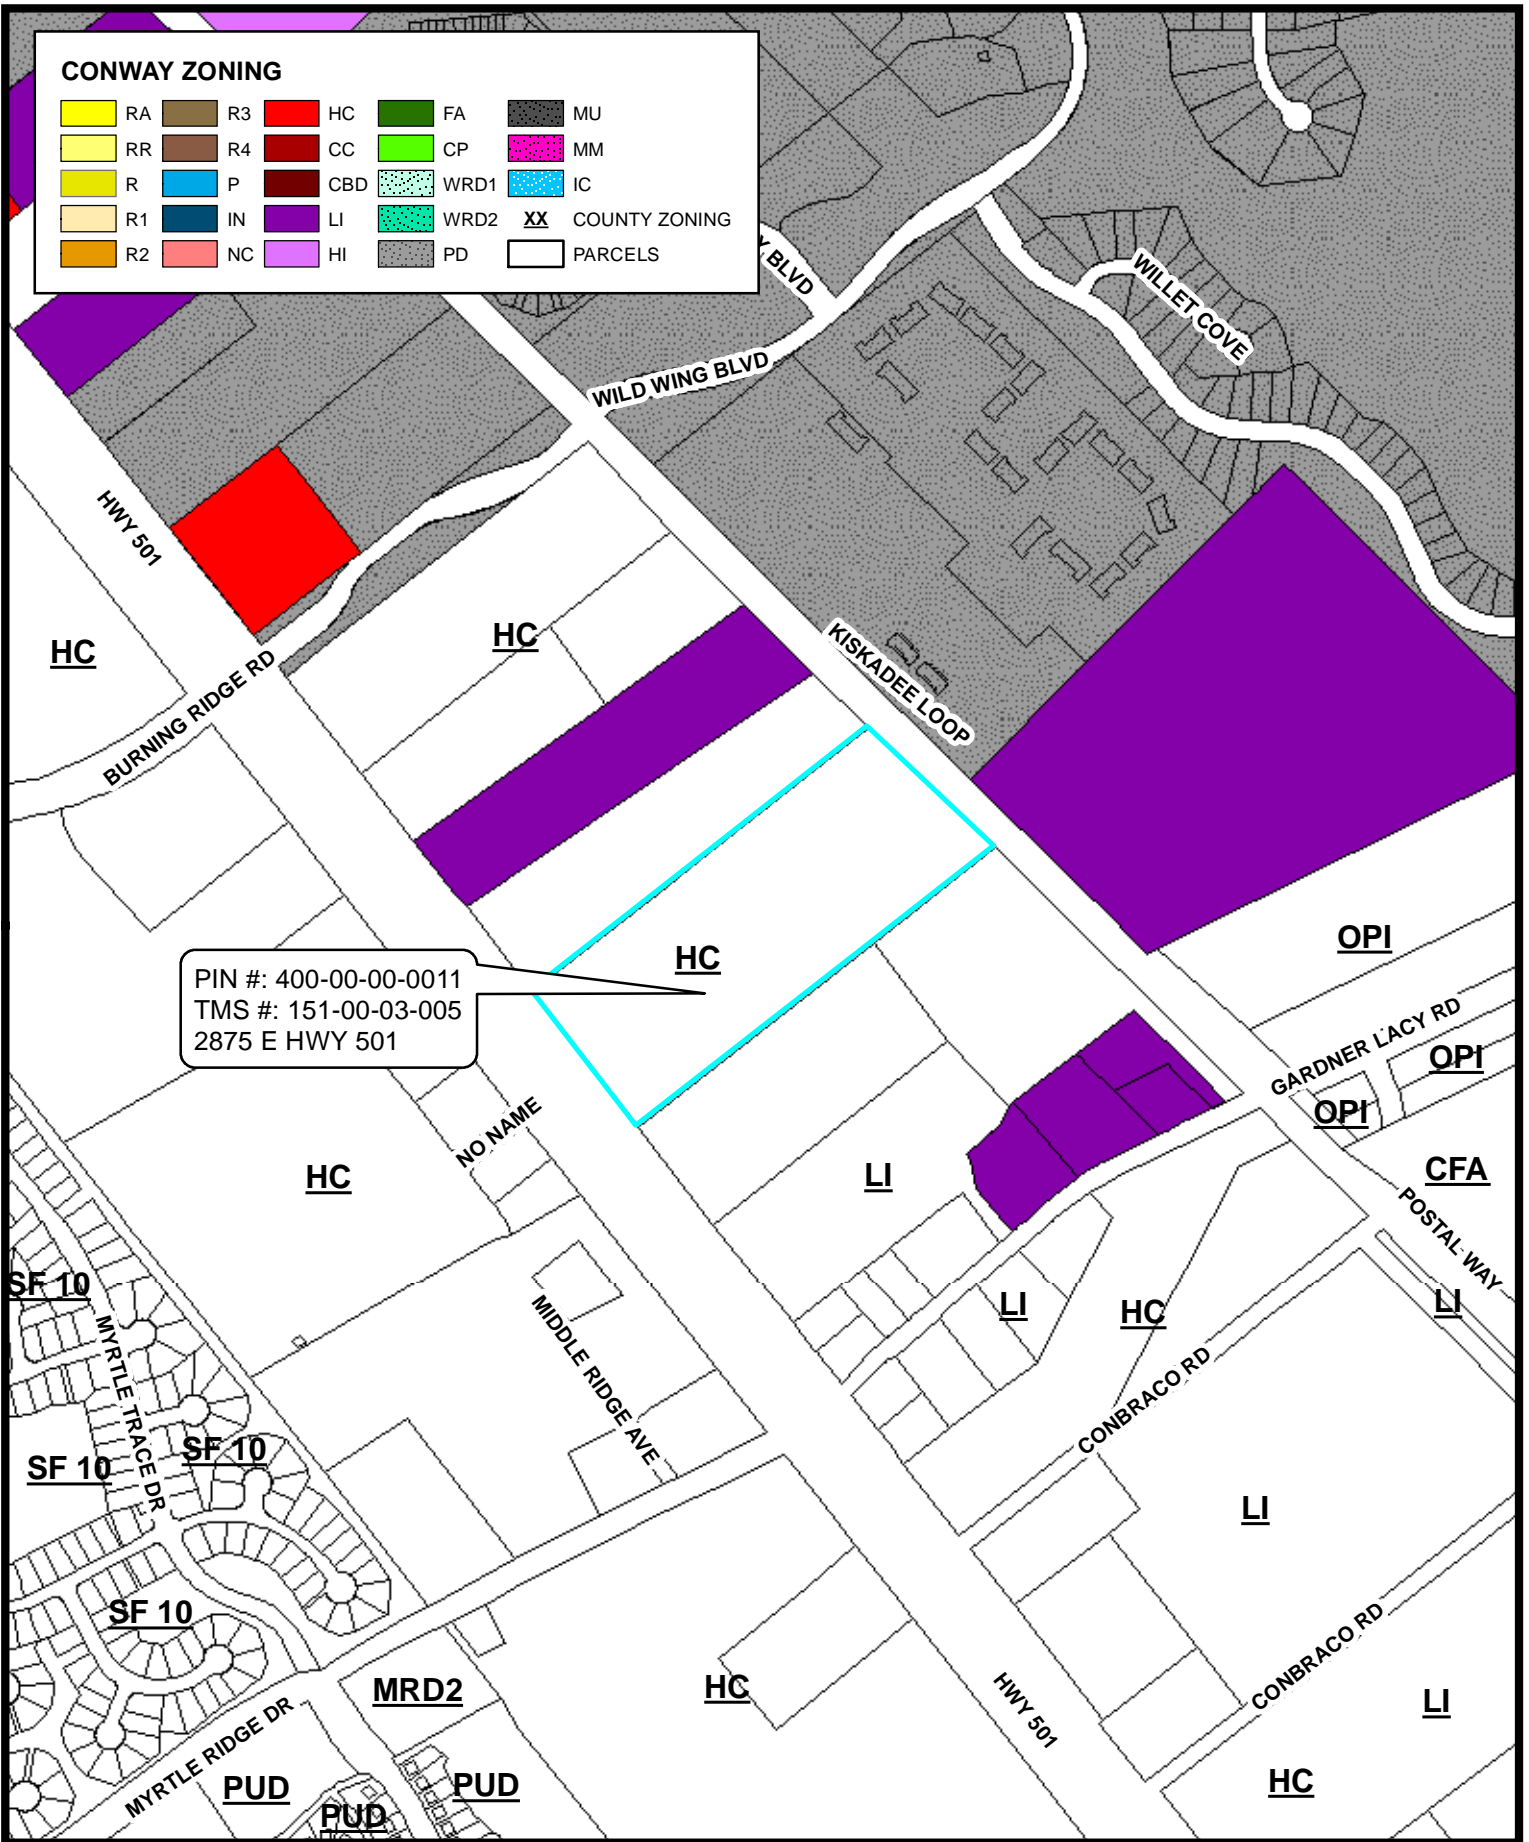 CONWAY ZONING
RA R3 HC FA MU
RR R4 CC CP MM
R P CBD WRD1 IC
R1 IN LI WRD2 XX COUNTY ZONING
R2 NC HI PD PARCELS
BLVD
WILLET COVE
WILD WING BLVD
HWY 501
HC
HC
KISKADEE LOOP
BURNING RIDGE RD
OPI
HC
PIN #: 400-00-00-0011
TMS #: 151-00-03-005
2875 E HWY 501
GARDNER LACY RD
OPI
OPI
NO NAME
HC
LI
CFA
POSTAL WAY
SF 10
MIDDLE RIDGE AVE
LI
HC
LI
MYRTLE TRACE DR
CONBRACO RD
SF 10
SF 10
LI
SF 10
CONBRACO RD
MRD2
HC
HWY 501
LI
MYRTLE RIDGE DR
PUD
PUD
PUD
HC